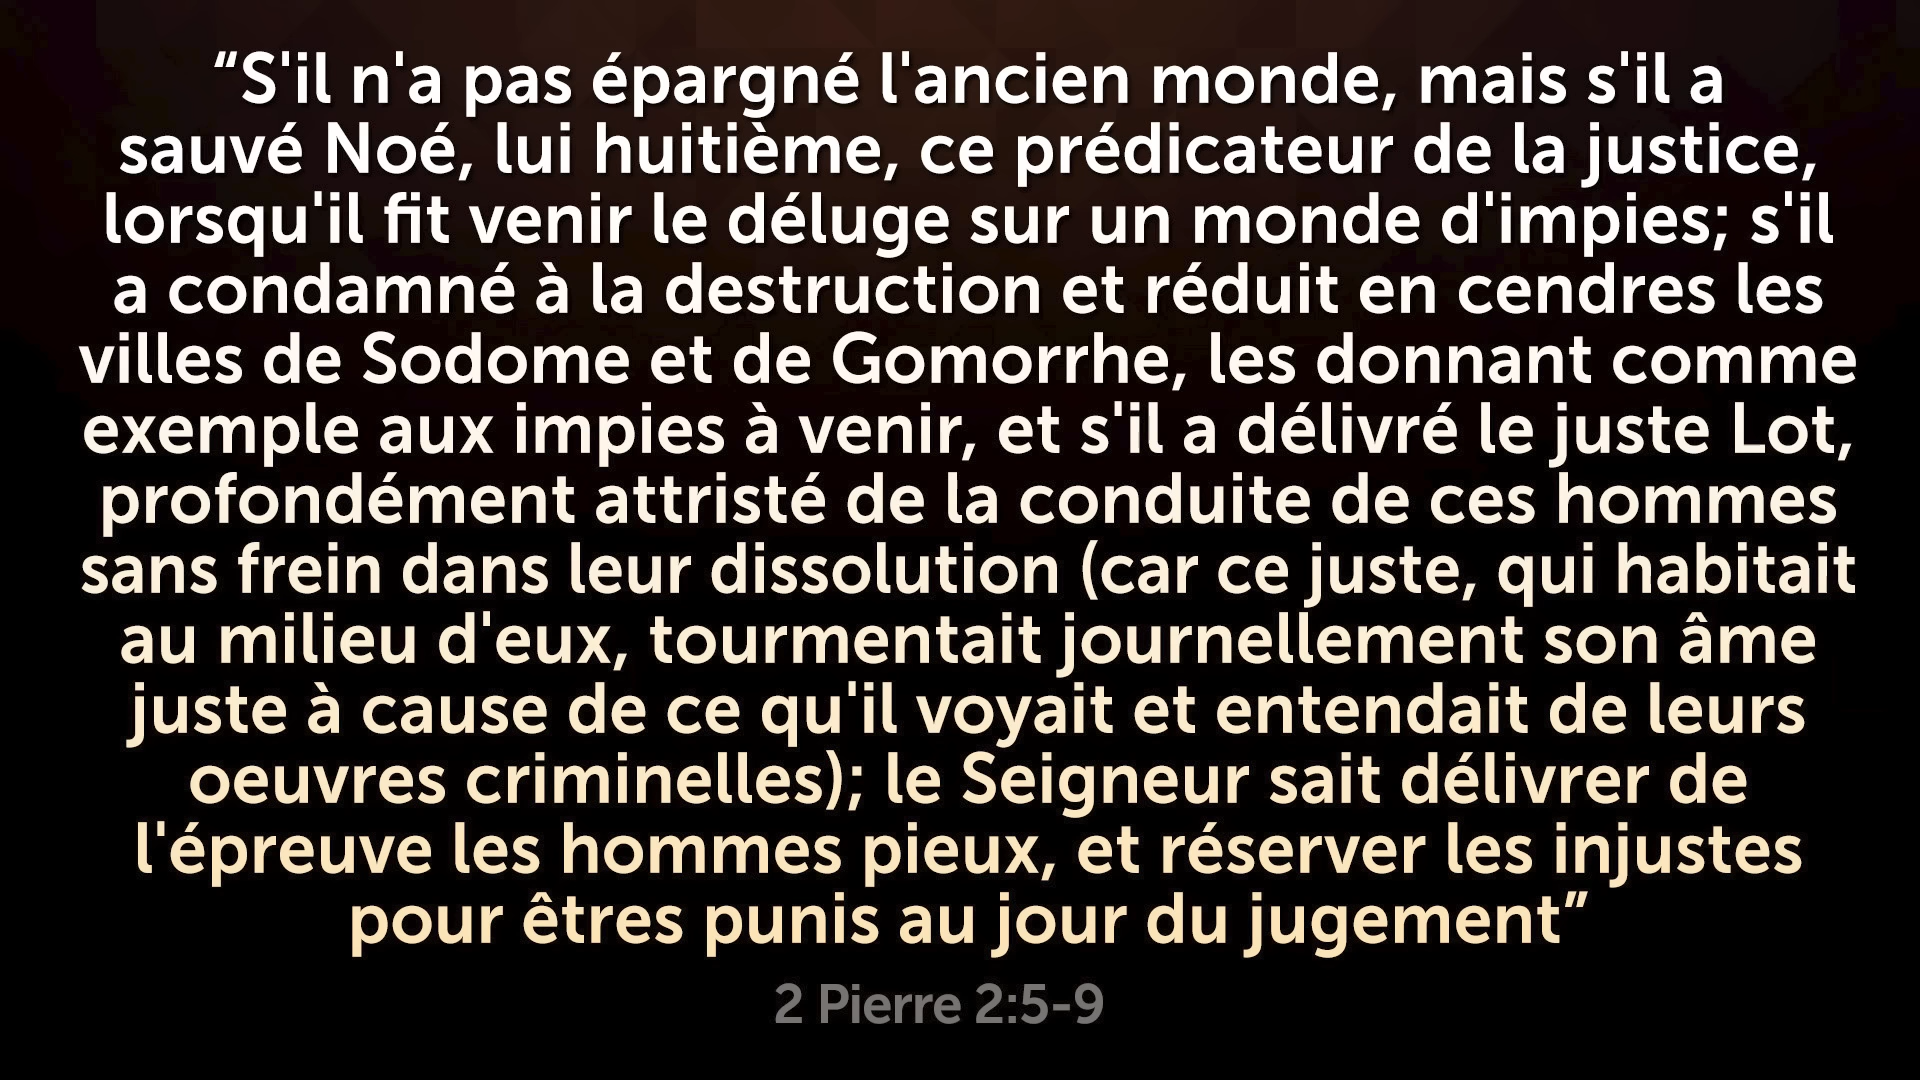 “S'il n'a pas épargné l'ancien monde, mais s'il a
sauvé Noé, lui huitième, ce prédicateur de la justice,
lorsqu'il fit venir le déluge sur un monde d'impies; s'il
a condamné à la destruction et réduit en cendres les
villes de Sodome et de Gomorrhe, les donnant comme
exemple aux impies à venir, et s'il a délivré le juste Lot,
profondément attristé de la conduite de ces hommes
sans frein dans leur dissolution (car ce juste, qui habitait
au milieu d'eux, tourmentait journellement son âme
juste à cause de ce qu'il voyait et entendait de leurs
oeuvres criminelles); le Seigneur sait délivrer de
l'épreuve les hommes pieux, et réserver les injustes
pour êtres punis au jour du jugement”
2 Pierre 2:5-9